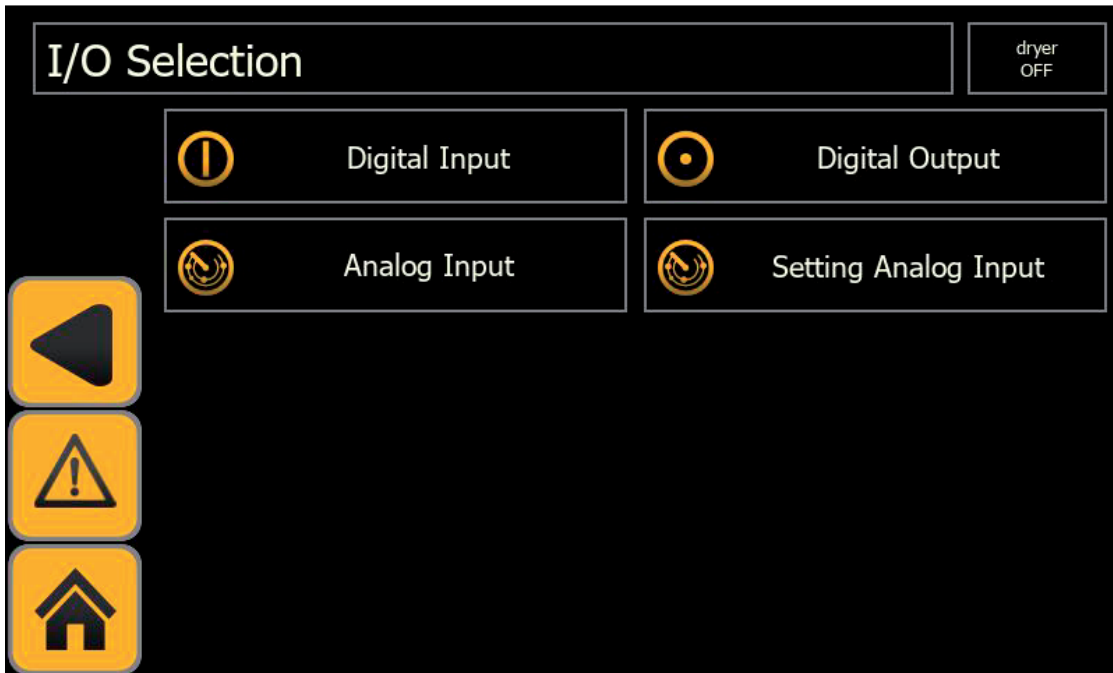 I/O Selection
dryer
OFF
Digital Input
Digital Output
Analog Input
Setting Analog Input